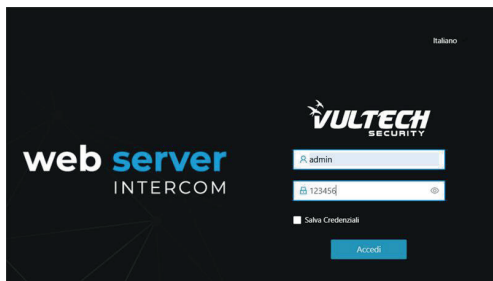 Italiano
VULTECH
SECURITY
web server
INTERCOM
admin
123456
Salva Credenziali
Accedi